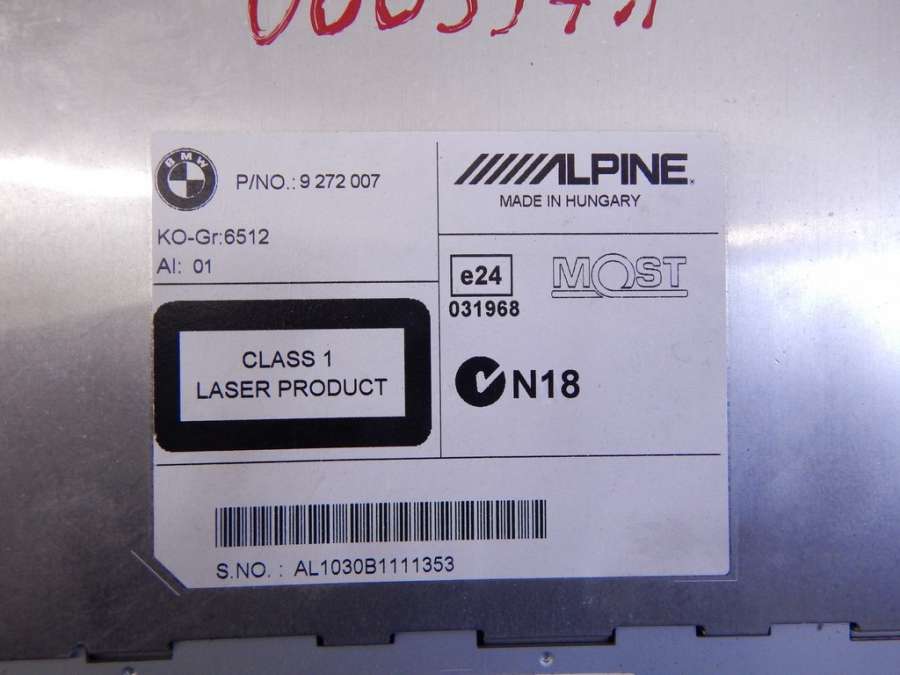 BMW
P/NO.: 9 272 007
KO-Gr:6512
AI: 01
ALPINE
MADE IN HUNGARY
e24
031968
MOST
N18
CLASS 1
LASER PRODUCT
S.NO. : AL1030B1111353